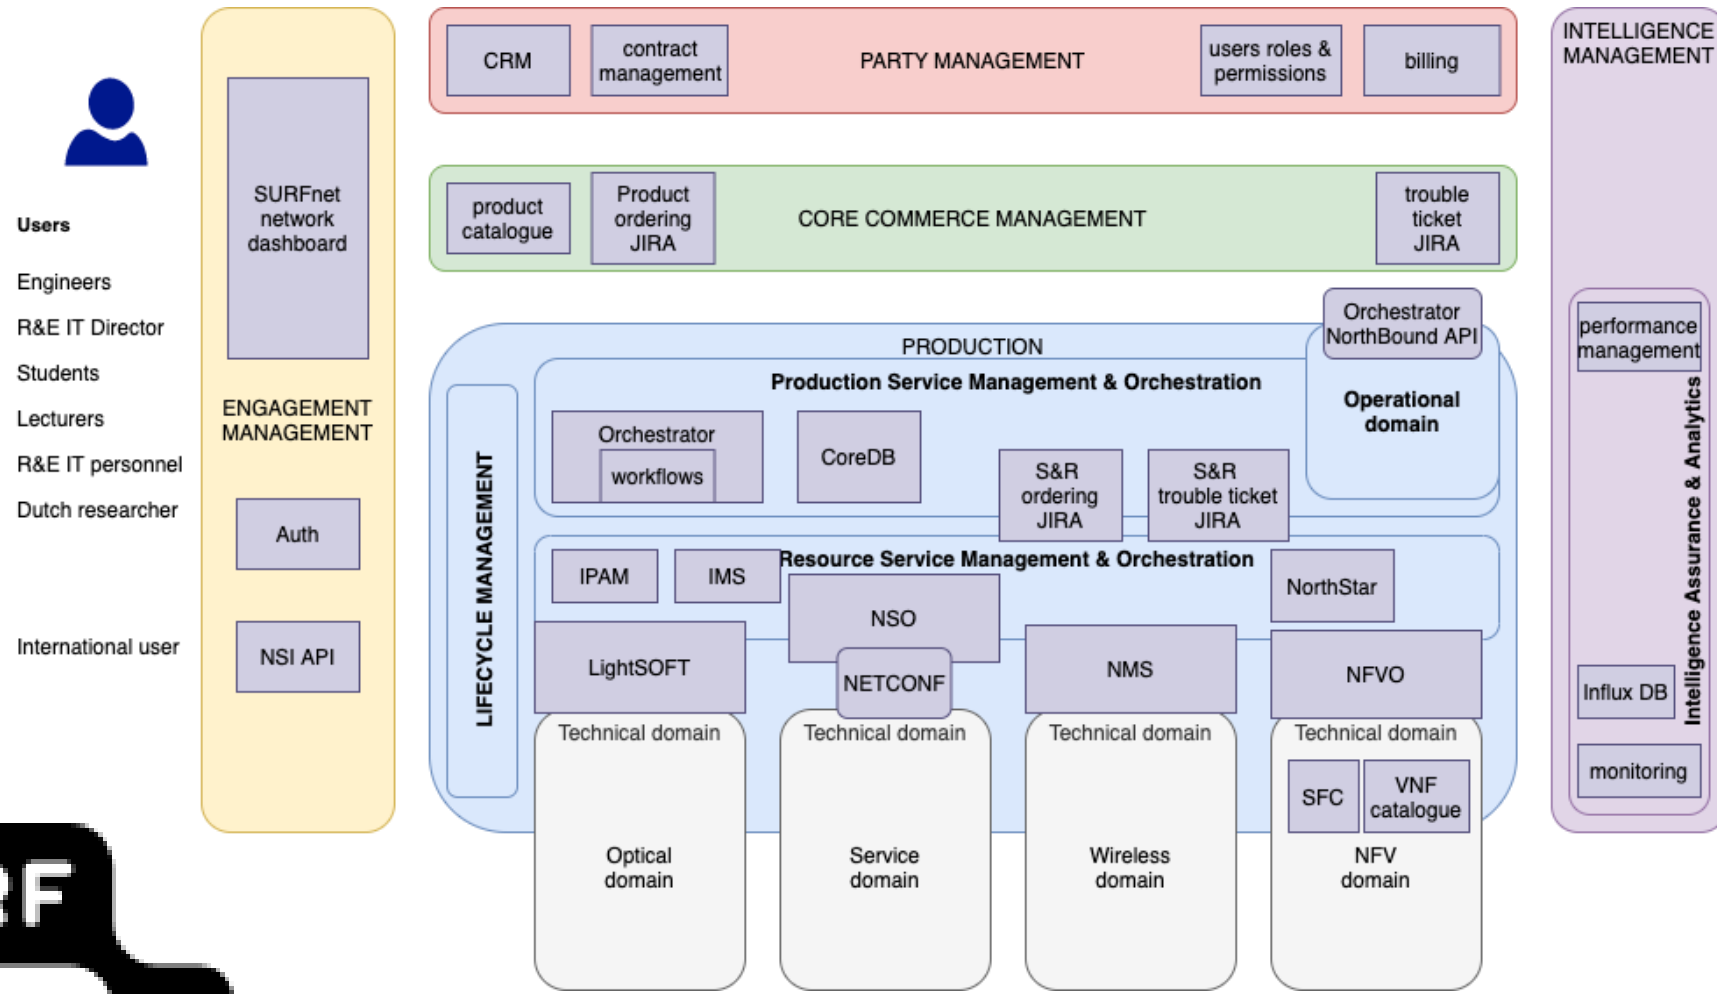 Users
Engineers
R&E IT Director
Students
Lecturers
R&E IT personnel
Dutch researcher
International user
SURFnet
network
dashboard
ENGAGEMENT
MANAGEMENT
Auth
NSI API
CRM
contract
management
PARTY MANAGEMENT
users roles &
permissions
billing
product
catalogue
Product
ordering
JIRA
CORE COMMERCE MANAGEMENT
trouble
ticket
JIRA
Orchestrator
NorthBound API
PRODUCTION
Production Service Management & Orchestration
Operational
domain
LIFECYCLE MANAGEMENT
Orchestrator
workflows
CoreDB
S&R
ordering
JIRA
S&R
trouble ticket
JIRA
Resource Service Management & Orchestration
IPAM
IMS
NSO
NorthStar
LightSOFT
NETCONF
NMS
NFVO
Technical domain
Technical domain
Technical domain
Technical domain
SFC
VNF
catalogue
Optical
domain
Service
domain
Wireless
domain
NFV
domain
INTELLIGENCE
MANAGEMENT
performance
management
Intelligence Assurance & Analytics
Influx DB
monitoring